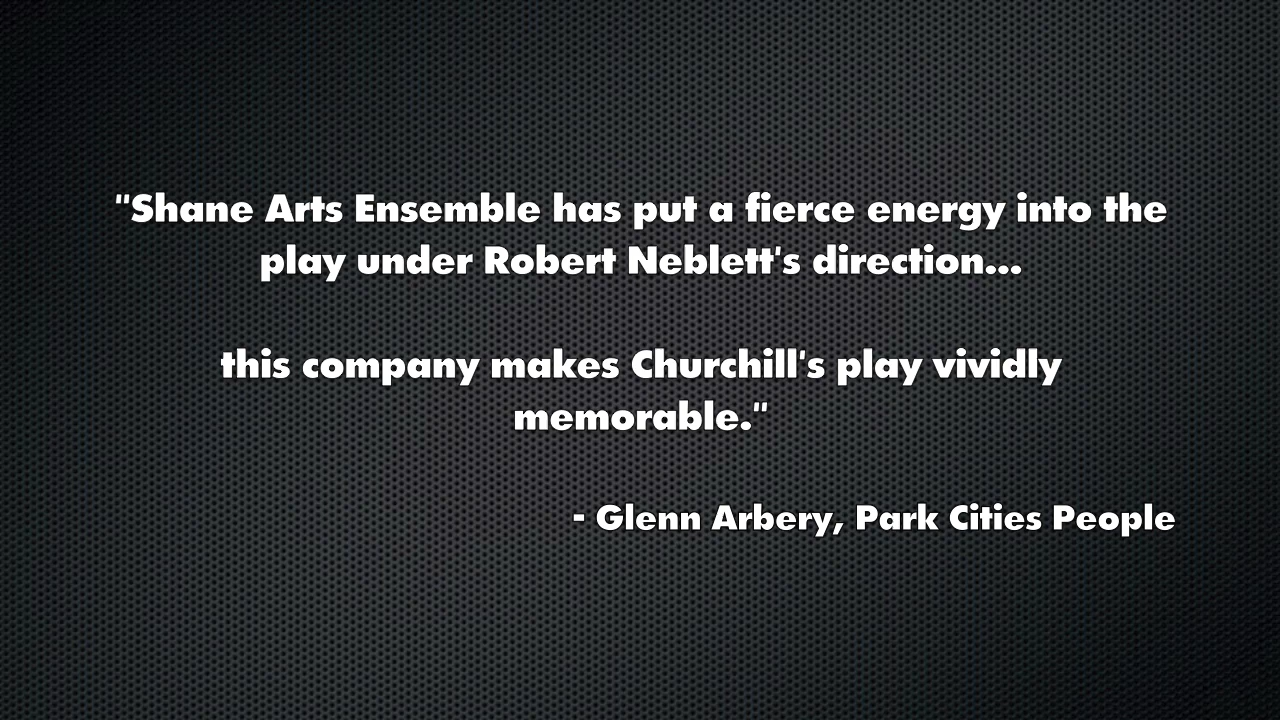 "Shane Arts Ensemble has put a fierce energy into the
play under Robert Neblett's direction...
this company makes Churchill's play vividly
memorable."
- Glenn Arbery, Park Cities People